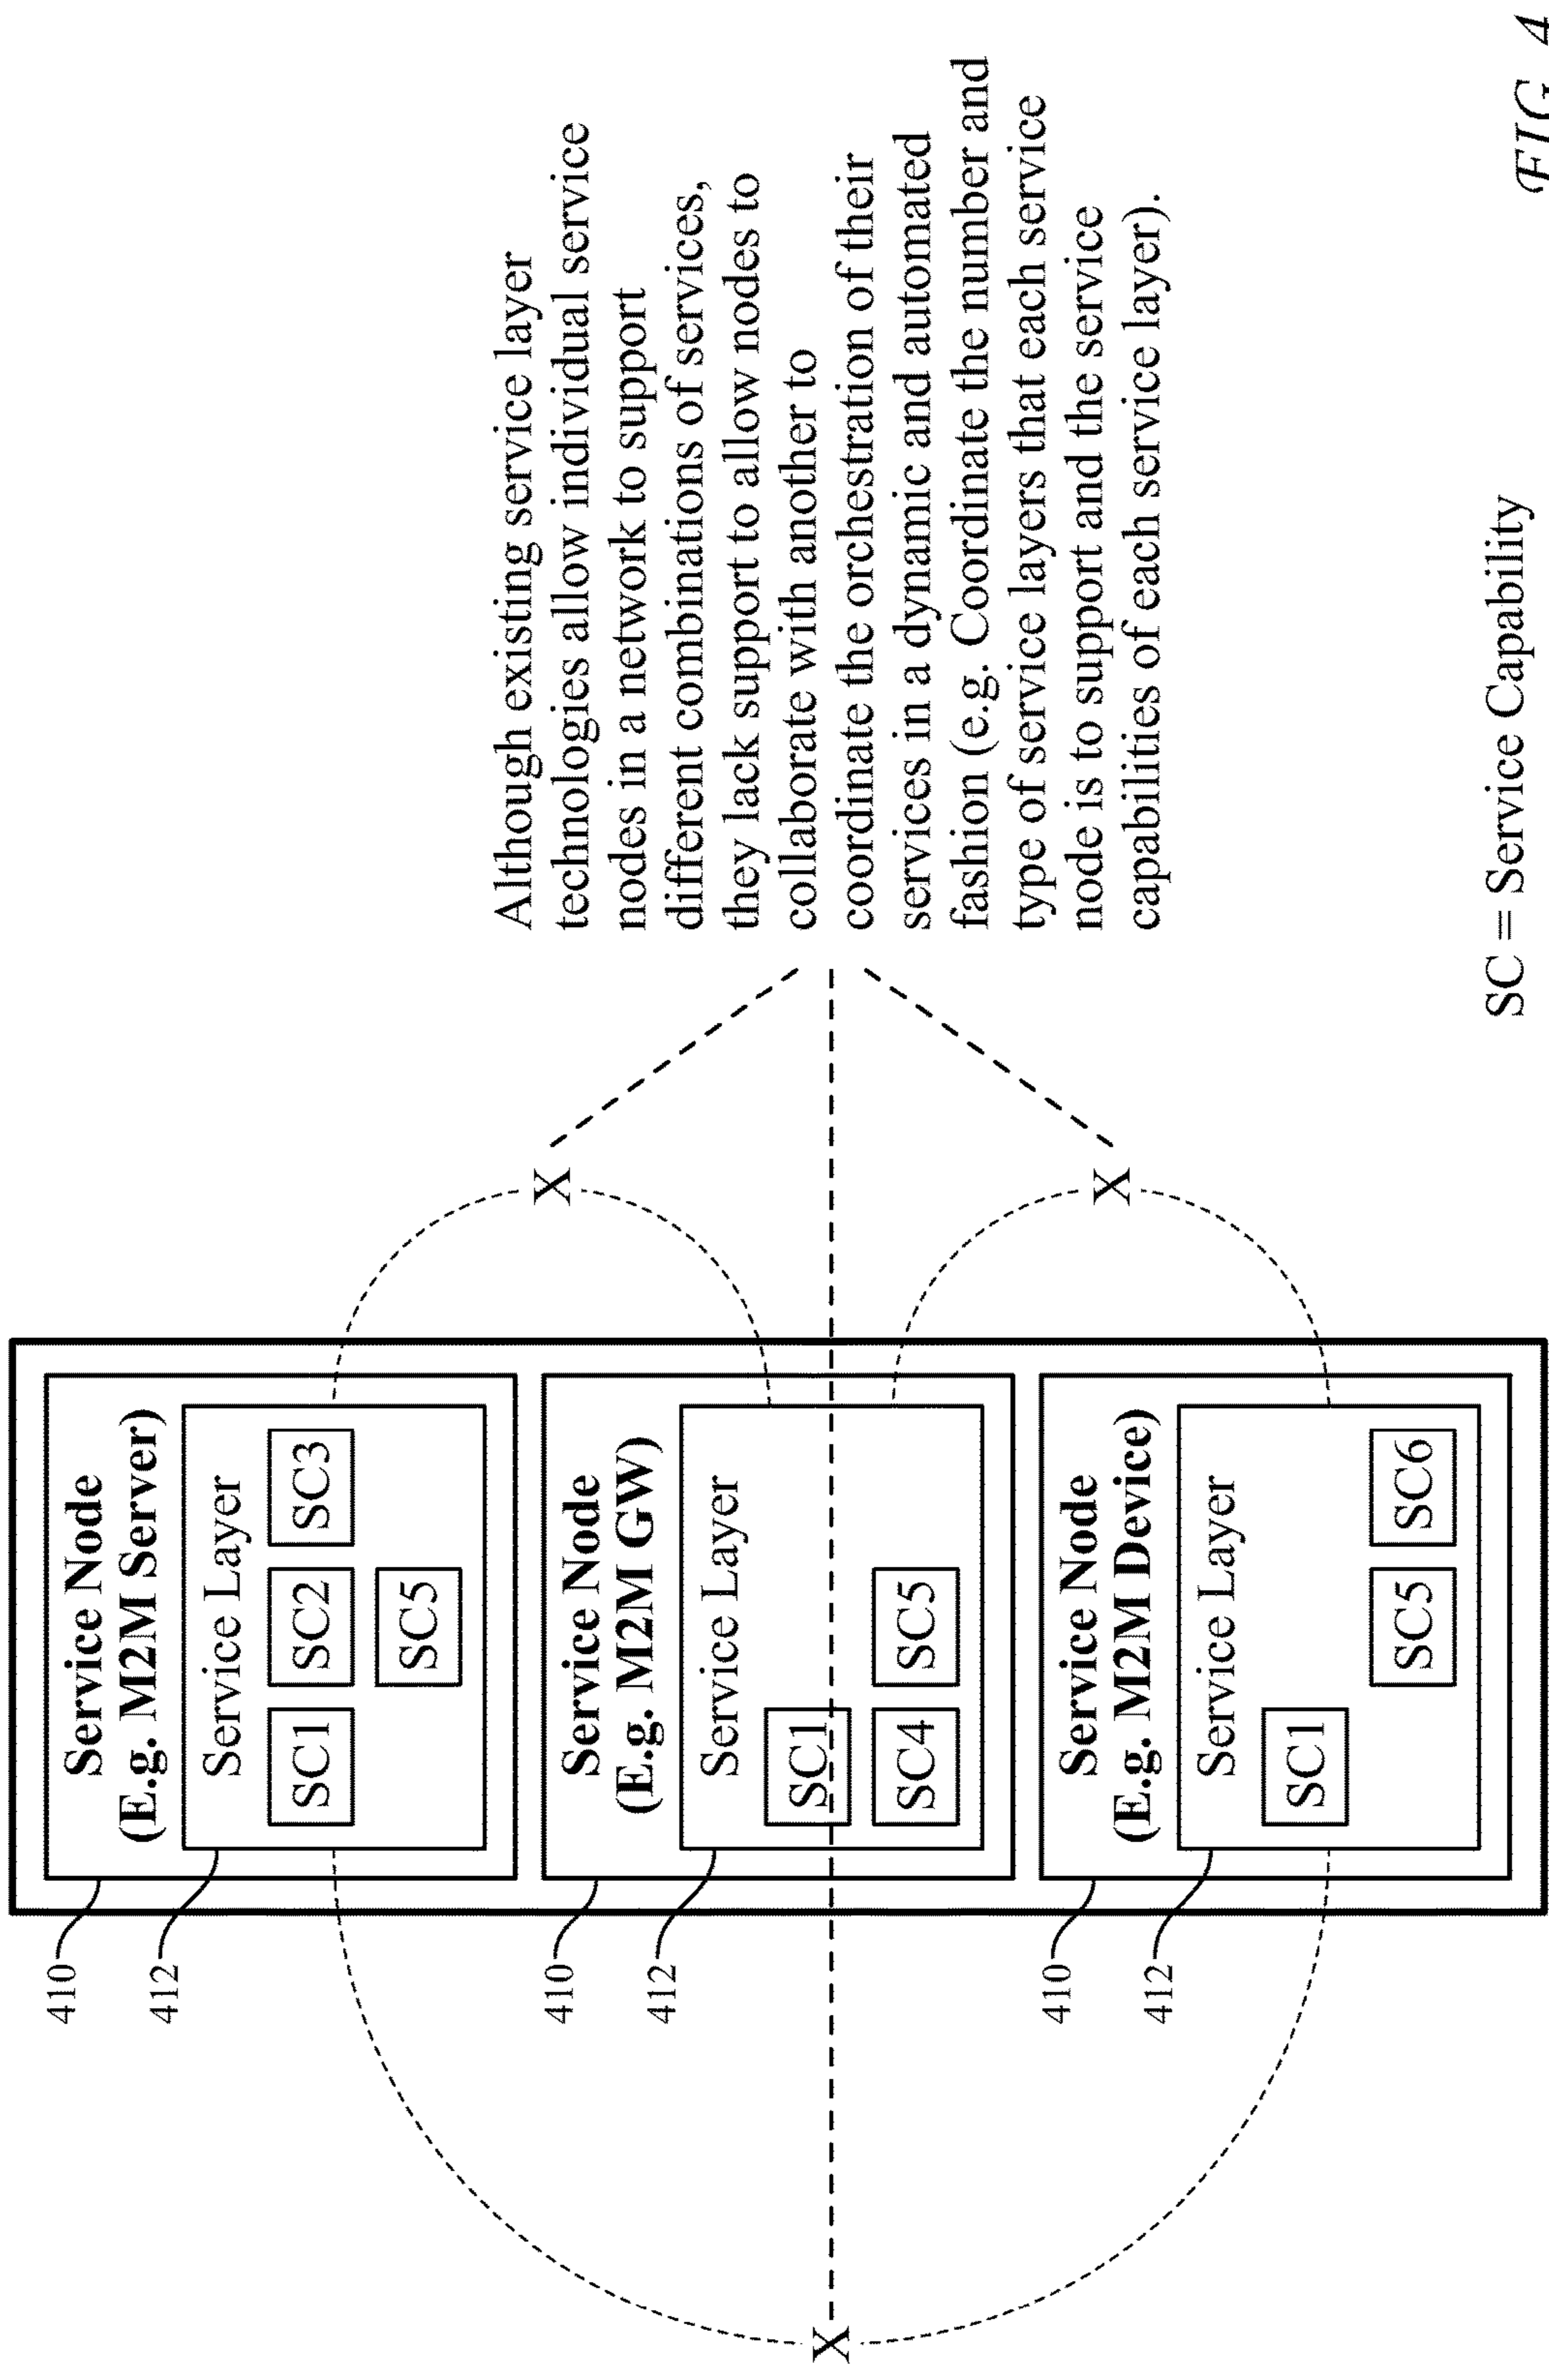 410
412
Service Node
(E.g. M2M Server)
Service Layer
SC1
SC2
SC3
SC5
410
412
Service Node
(E.g. M2M GW)
Service Layer
SC1
SC4
SC5
410
412
Service Node
(E.g. M2M Device)
Service Layer
SC1
SC5
SC6
X
X
X
Although existing service layer
technologies allow individual service
nodes in a network to support
different combinations of services,
they lack support to allow nodes to
collaborate with another to
coordinate the orchestration of their
services in a dynamic and automated
fashion (e.g. Coordinate the number and
type of service layers that each service
node is to support and the service
capabilities of each service layer).
SC = Service Capability
FIG. 4